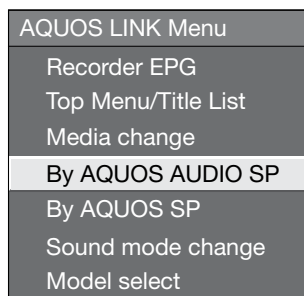 AQUOS LINK Menu
Recorder EPG
Top Menu/Title List
Media change
By AQUOS AUDIO SP
By AQUOS SP
Sound mode change
Model select